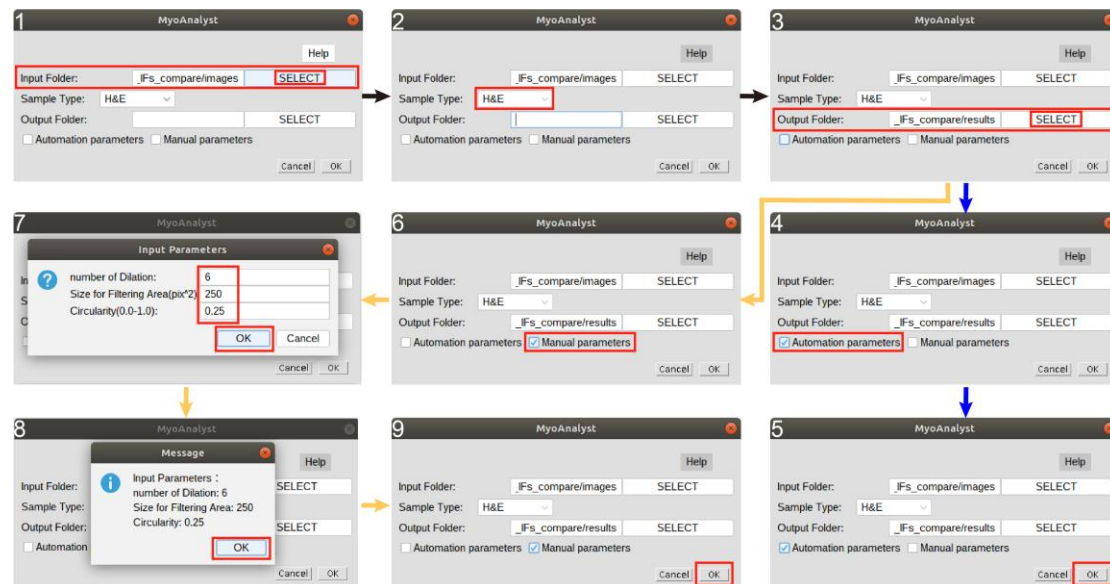 1 MyoAnalyst
Help
Input Folder: _IFs_compare/images SELECT
Sample Type: H&E
Output Folder: SELECT
Automation parameters Manual parameters
Cancel OK
2 MyoAnalyst
Help
Input Folder: _IFs_compare/images SELECT
Sample Type: H&E
Output Folder: SELECT
Automation parameters Manual parameters
Cancel OK
3 MyoAnalyst
Help
Input Folder: _IFs_compare/images SELECT
Sample Type: H&E
Output Folder: _IFs_compare/results SELECT
Automation parameters Manual parameters
Cancel OK
7 MyoAnalyst
Input Parameters
number of Dilation: 6
Size for Filtering Area(pix^2) 250
Circularity(0.0-1.0): 0.25
OK Cancel
Cancel OK
6 MyoAnalyst
Help
Input Folder: _IFs_compare/images SELECT
Sample Type: H&E
Output Folder: _IFs_compare/results SELECT
Automation parameters Manual parameters
Cancel OK
4 MyoAnalyst
Help
Input Folder: _IFs_compare/images SELECT
Sample Type: H&E
Output Folder: _IFs_compare/results SELECT
Automation parameters Manual parameters
Cancel OK
8 MyoAnalyst
Help
Message
Input Folder: SELECT
Sample Type:
Output Folder: SELECT
Automation
Input Parameters :
number of Dilation: 6
Size for Filtering Area: 250
Circularity: 0.25
OK
Cancel OK
9 MyoAnalyst
Help
Input Folder: _IFs_compare/images SELECT
Sample Type: H&E
Output Folder: _IFs_compare/results SELECT
Automation parameters Manual parameters
Cancel OK
5 MyoAnalyst
Help
Input Folder: _IFs_compare/images SELECT
Sample Type: H&E
Output Folder: _IFs_compare/results SELECT
Automation parameters Manual parameters
Cancel OK